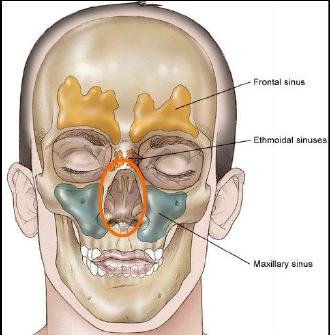 Frontal sinus
Ethmoidal sinuses
Maxillary sinus